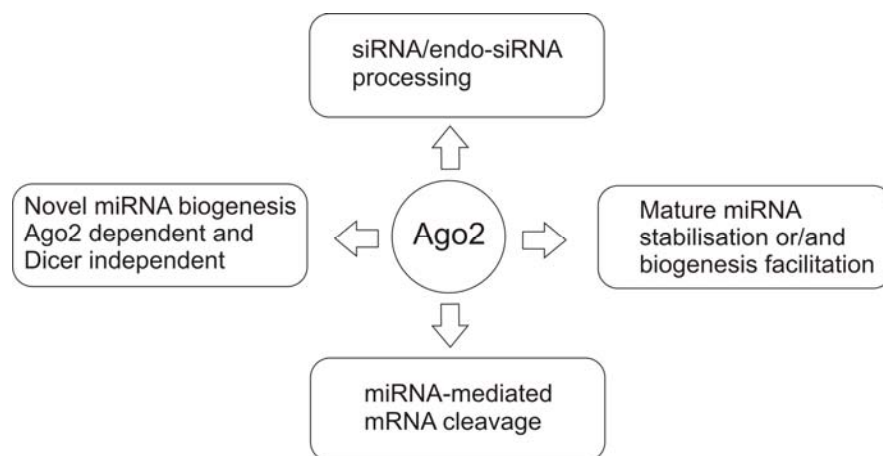 siRNA/endo-siRNA
processing
Novel miRNA biogenesis
Ago2 dependent and
Dicer independent
Ago2
Mature miRNA
stabilisation or/and
biogenesis facilitation
miRNA-mediated
mRNA cleavage